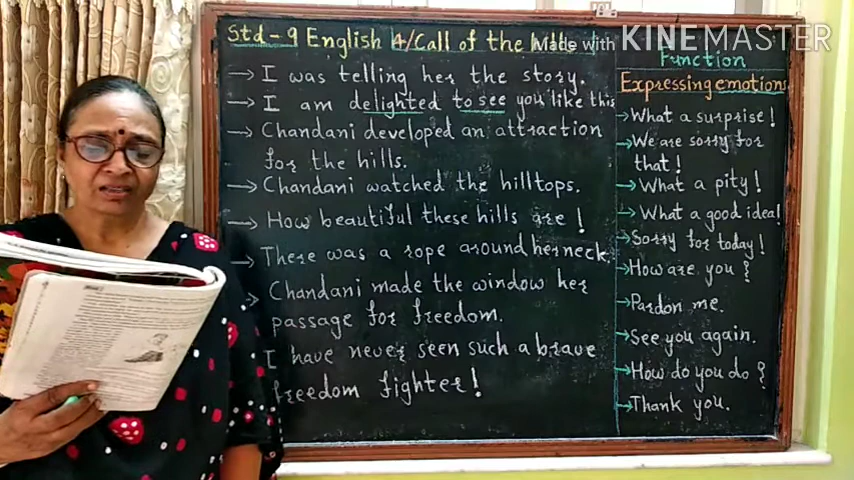 Std - 9 English 4/Call of the hills
Made with KINEMASTER
→ I was telling her the story.
→ I am delighted to see you like this
→ Chandani developed an attraction
for the hills.
→ Chandani watched the hilltops.
→ How beautiful these hills are!
→ There was a rope around her neck.
→ Chandani made the window her
passage for freedom.
I have never seen such a brave
freedom fighter!
Function
Expressing emotions
→ What a surprise!
→ We are sorry for
that!
→ What a pity!
→ What a good idea!
→ Sorry for today!
→ How are you?
→ Pardon me.
→ See you again.
→ How do you do?
→ Thank you.